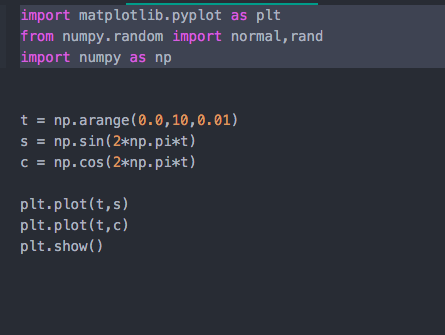 import matplotlib.pyplot as plt
from numpy.random import normal,rand
import numpy as np
t = np.arange(0.0,10,0.01)
s = np.sin(2*np.pi*t)
c = np.cos(2*np.pi*t)
plt.plot(t,s)
plt.plot(t,c)
plt.show()